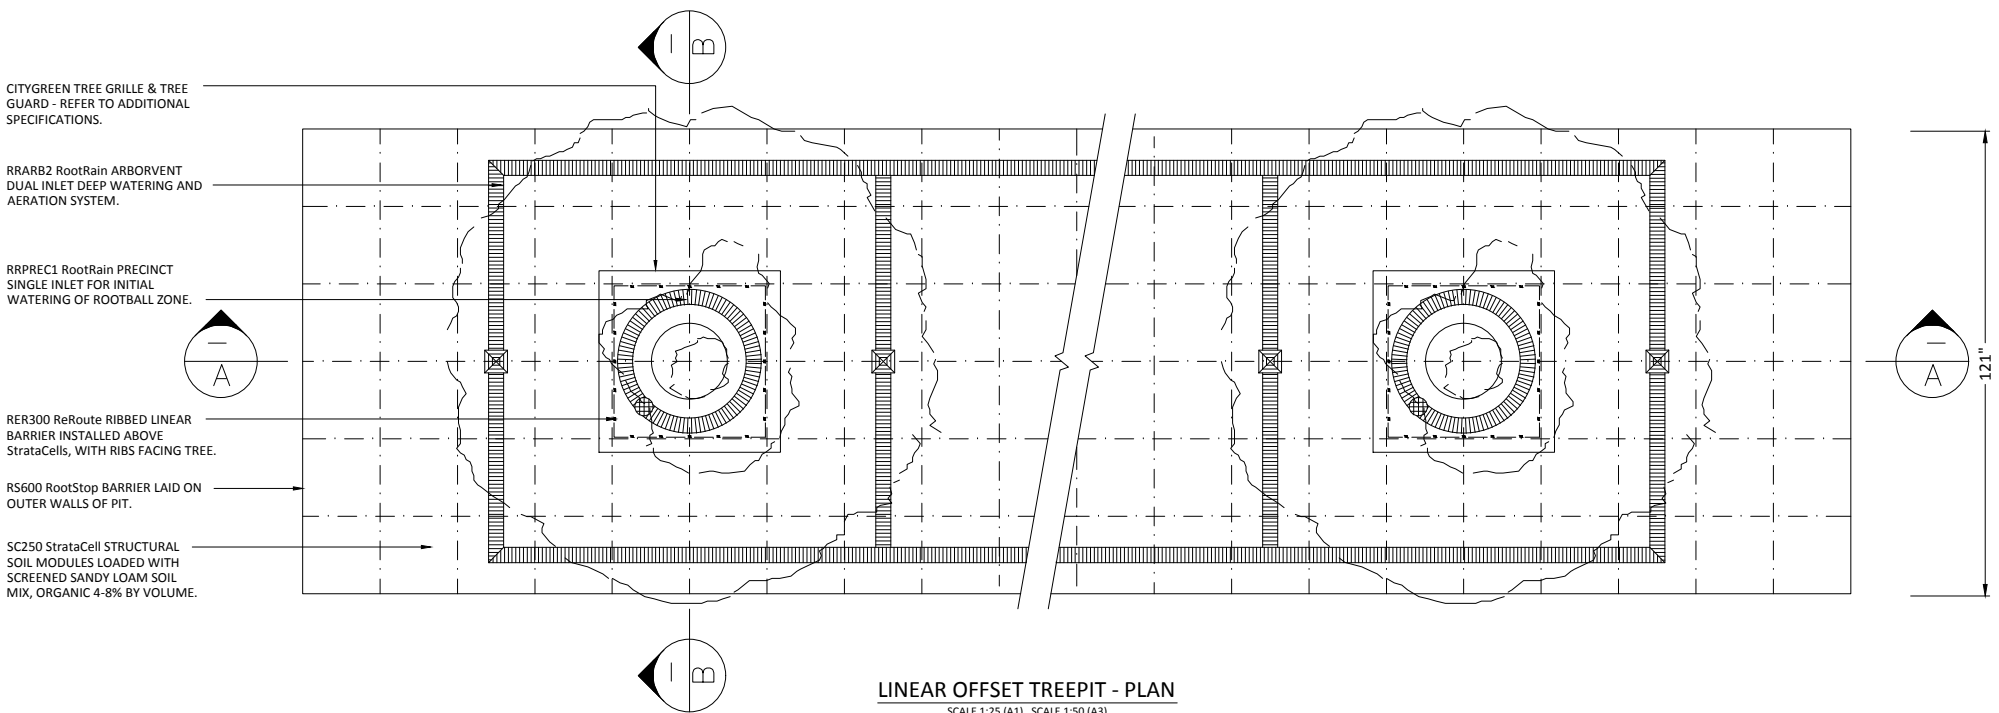 B
CITYGREEN TREE GRILLE & TREE
GUARD - REFER TO ADDITIONAL
SPECIFICATIONS.
RRARB2 RootRain ARBORVENT
DUAL INLET DEEP WATERING AND
AERATION SYSTEM.
RRPREC1 RootRain PRECINCT
SINGLE INLET FOR INITIAL
WATERING OF ROOTBALL ZONE.
A
A
121"
RER300 ReRoute RIBBED LINEAR
BARRIER INSTALLED ABOVE
StrataCells, WITH RIBS FACING TREE.
RS600 RootStop BARRIER LAID ON
OUTER WALLS OF PIT.
SC250 StrataCell STRUCTURAL
SOIL MODULES LOADED WITH
SCREENED SANDY LOAM SOIL
MIX, ORGANIC 4-8% BY VOLUME.
B
LINEAR OFFSET TREEPIT - PLAN
SCALE 1:25 (A1), SCALE 1:50 (A3)